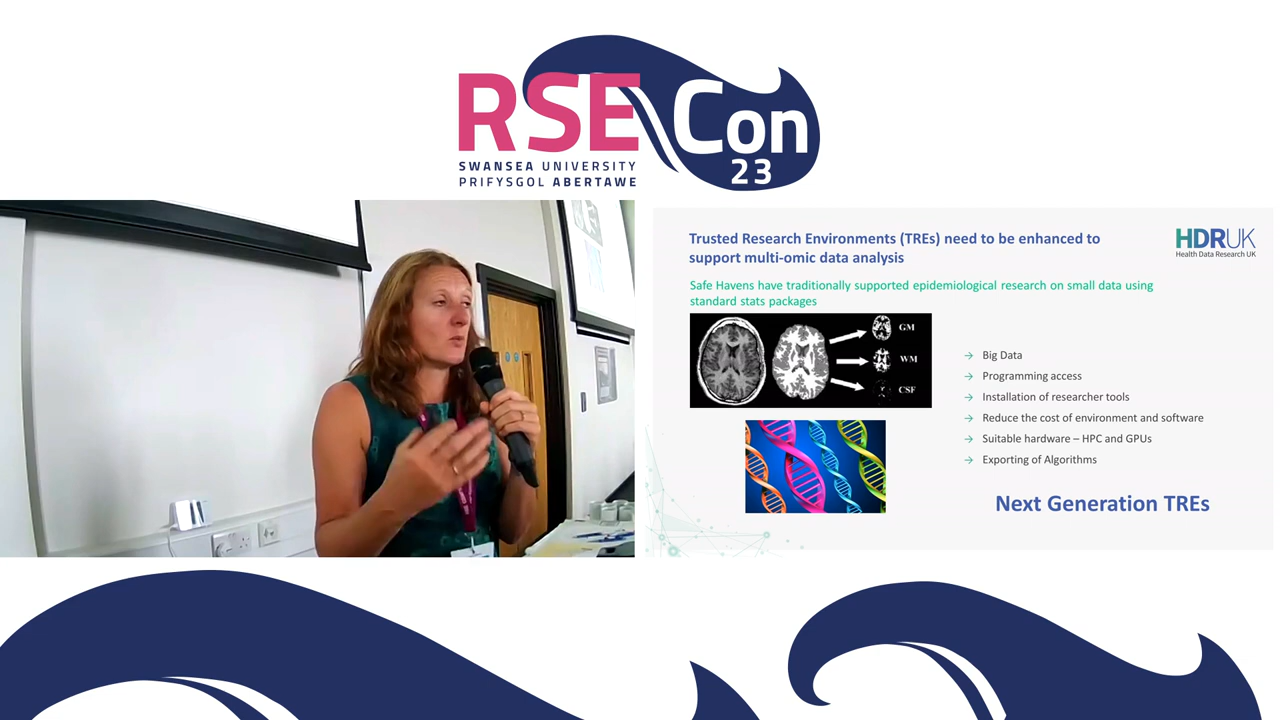 RSE Con
23
SWANSEA UNIVERSITY
PRIFYSGOL ABERTAWE
Trusted Research Environments (TREs) need to be enhanced to
support multi-omic data analysis
HDRUK
Health Data Research UK
Safe Havens have traditionally supported epidemiological research on small data using
standard stats packages
GM
WM
CSF
→ Big Data
→ Programming access
→ Installation of researcher tools
→ Reduce the cost of environment and software
→ Suitable hardware – HPC and GPUs
→ Exporting of Algorithms
Next Generation TREs